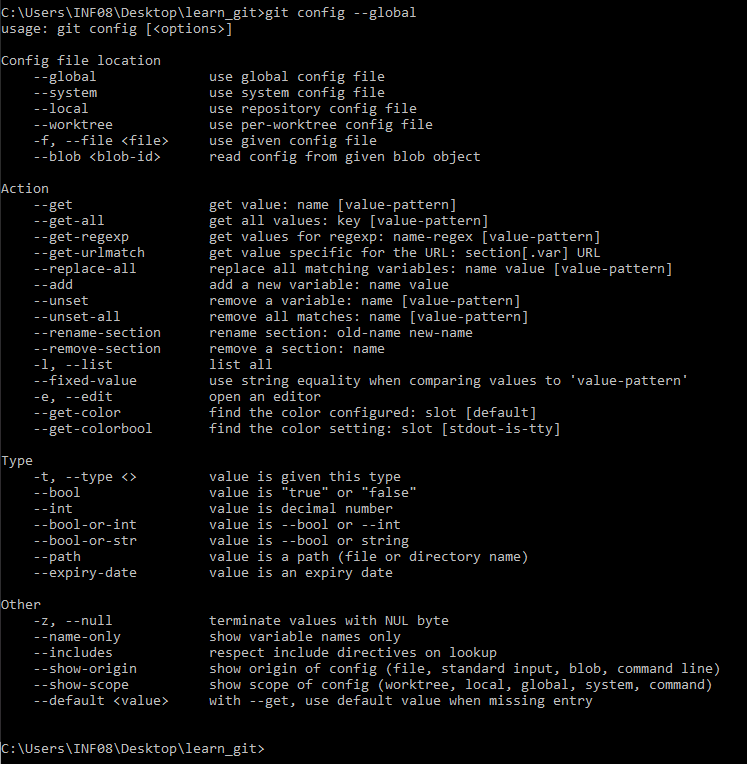 C:\Users\INF08\Desktop\learn_git>git config --global
usage: git config [<options>]
Config file location
--global use global config file
--system use system config file
--local use repository config file
--worktree use per-worktree config file
-f, --file <file> use given config file
--blob <blob-id> read config from given blob object
Action
--get get value: name [value-pattern]
--get-all get all values: key [value-pattern]
--get-regexp get values for regexp: name-regex [value-pattern]
--get-urlmatch get value specific for the URL: section[.var] URL
--replace-all replace all matching variables: name value [value-pattern]
--add add a new variable: name value
--unset remove a variable: name [value-pattern]
--unset-all remove all matches: name [value-pattern]
--rename-section rename section: old-name new-name
--remove-section remove a section: name
-l, --list list all
--fixed-value use string equality when comparing values to 'value-pattern'
-e, --edit open an editor
--get-color find the color configured: slot [default]
--get-colorbool find the color setting: slot [stdout-is-tty]
Type
-t, --type <> value is given this type
--bool value is "true" or "false"
--int value is decimal number
--bool-or-int value is --bool or --int
--bool-or-str value is --bool or string
--path value is a path (file or directory name)
--expiry-date value is an expiry date
Other
-z, --null terminate values with NUL byte
--name-only show variable names only
--includes respect include directives on lookup
--show-origin show origin of config (file, standard input, blob, command line)
--show-scope show scope of config (worktree, local, global, system, command)
--default <value> with --get, use default value when missing entry
C:\Users\INF08\Desktop\learn_git>